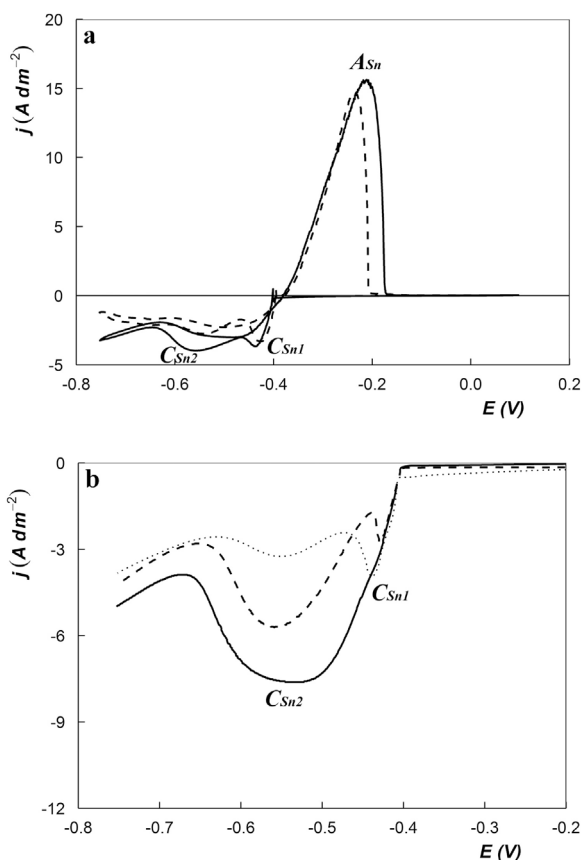 a
j (A dm⁻²)
20
15
10
5
0
-5
A_Sn
C_Sn2
C_Sn1
-0.8 -0.6 -0.4 -0.2 0.0 0.2
E (V)
b
j (A dm⁻²)
0
-3
-6
-9
-12
C_Sn1
C_Sn2
-0.8 -0.7 -0.6 -0.5 -0.4 -0.3 -0.2
E (V)